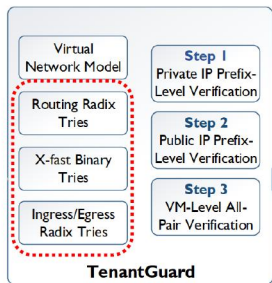 Virtual
Network Model
Routing Radix
Tries
X-fast Binary
Tries
Ingress/Egress
Radix Tries
Step 1
Private IP Prefix-
Level Verification
Step 2
Public IP Prefix-
Level Verification
Step 3
VM-Level All-
Pair Verification
TenantGuard